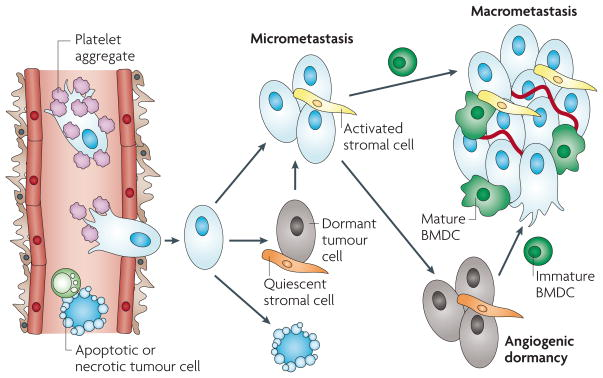 Platelet
aggregate
Micrometastasis
Macrometastasis
Activated
stromal cell
Dormant
tumour
cell
Quiescent
stromal cell
Mature
BMDC
Immature
BMDC
Apoptotic or
necrotic tumour cell
Angiogenic
dormancy